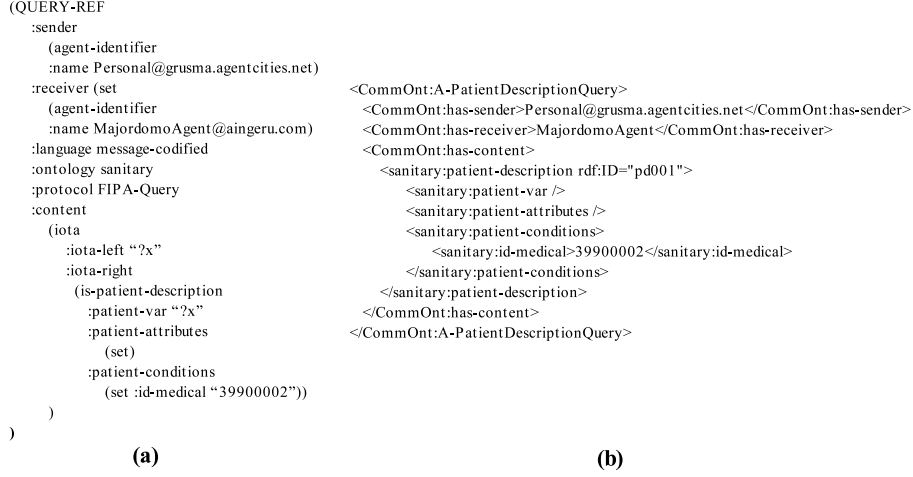 (QUERY-REF
:sender
(agent-identifier
:name Personal@grusma.agentcities.net)
:receiver (set
(agent-identifier
:name MajordomoAgent@aingeru.com)
:language message-codified
:ontology sanitary
:protocol FIPA-Query
:content
(iota
:iota-left “?x”
:iota-right
(is-patient-description
:patient-var “?x”
:patient-attributes
(set)
:patient-conditions
(set :id-medical “39900002”))
)
)
(a)
<CommOnt:A-PatientDescriptionQuery>
<CommOnt:has-sender>Personal@grusma.agentcities.net</CommOnt:has-sender>
<CommOnt:has-receiver>MajordomoAgent</CommOnt:has-receiver>
<CommOnt:has-content>
<sanitary:patient-description rdf:ID="pd001">
<sanitary:patient-var />
<sanitary:patient-attributes />
<sanitary:patient-conditions>
<sanitary:id-medical>39900002</sanitary:id-medical>
</sanitary:patient-conditions>
</sanitary:patient-description>
</CommOnt:has-content>
</CommOnt:A-PatientDescriptionQuery>
(b)